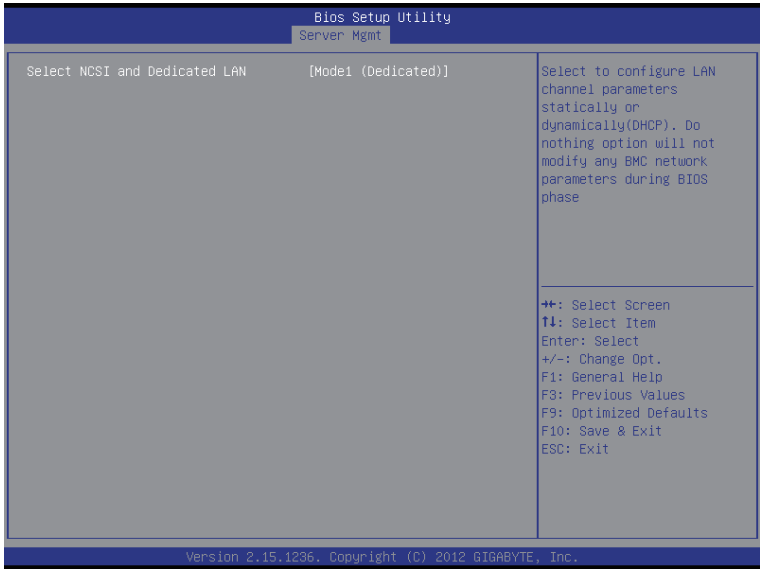 Bios Setup Utility
Server Mgmt
Select NCSI and Dedicated LAN [Mode1 (Dedicated)]
Select to configure LAN
channel parameters
statically or
dynamically(DHCP). Do
nothing option will not
modify any BMC network
parameters during BIOS
phase
→←: Select Screen
↑↓: Select Item
Enter: Select
+/-: Change Opt.
F1: General Help
F3: Previous Values
F9: Optimized Defaults
F10: Save & Exit
ESC: Exit
Version 2.15.1236. Copyright (C) 2012 GIGABYTE, Inc.